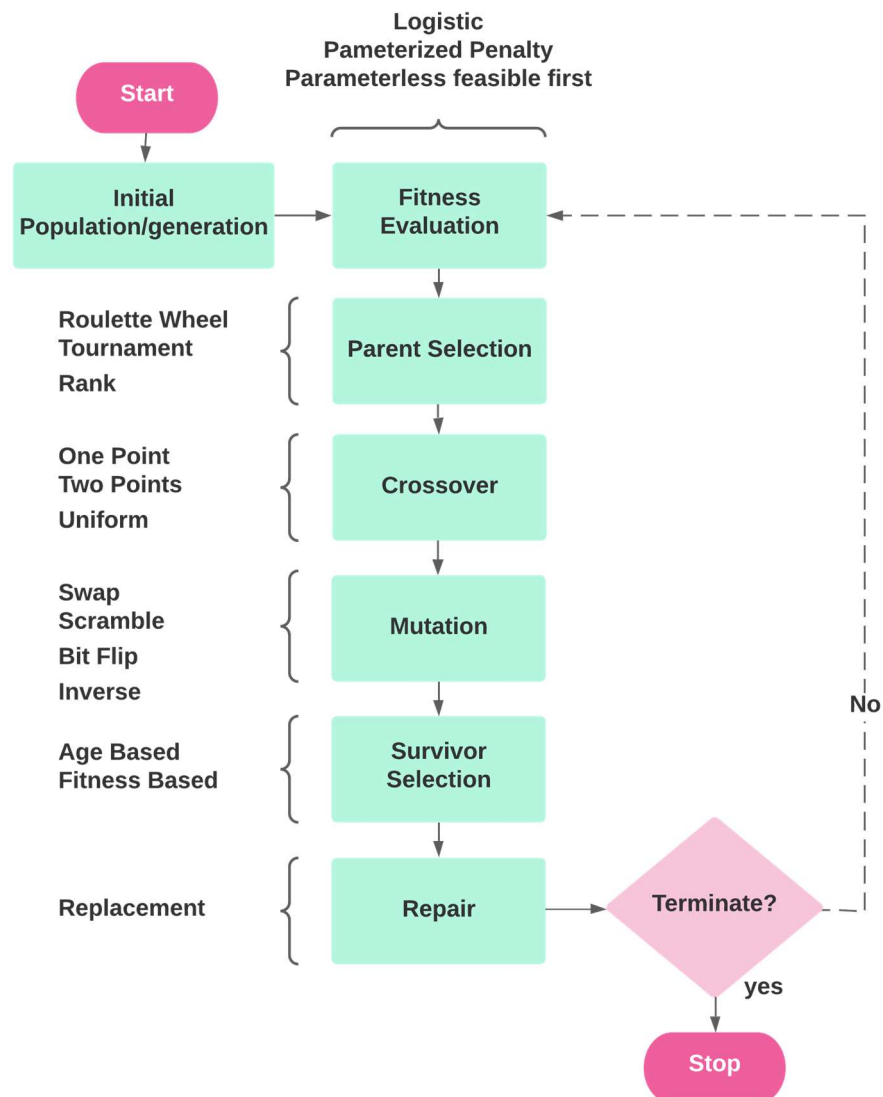 Logistic
Pameterized Penalty
Parameterless feasible first
Start
Initial
Population/generation
Fitness
Evaluation
Roulette Wheel
Tournament
Rank
Parent Selection
One Point
Two Points
Uniform
Crossover
Swap
Scramble
Bit Flip
Inverse
Mutation
No
Age Based
Fitness Based
Survivor
Selection
Replacement
Repair
Terminate?
yes
Stop